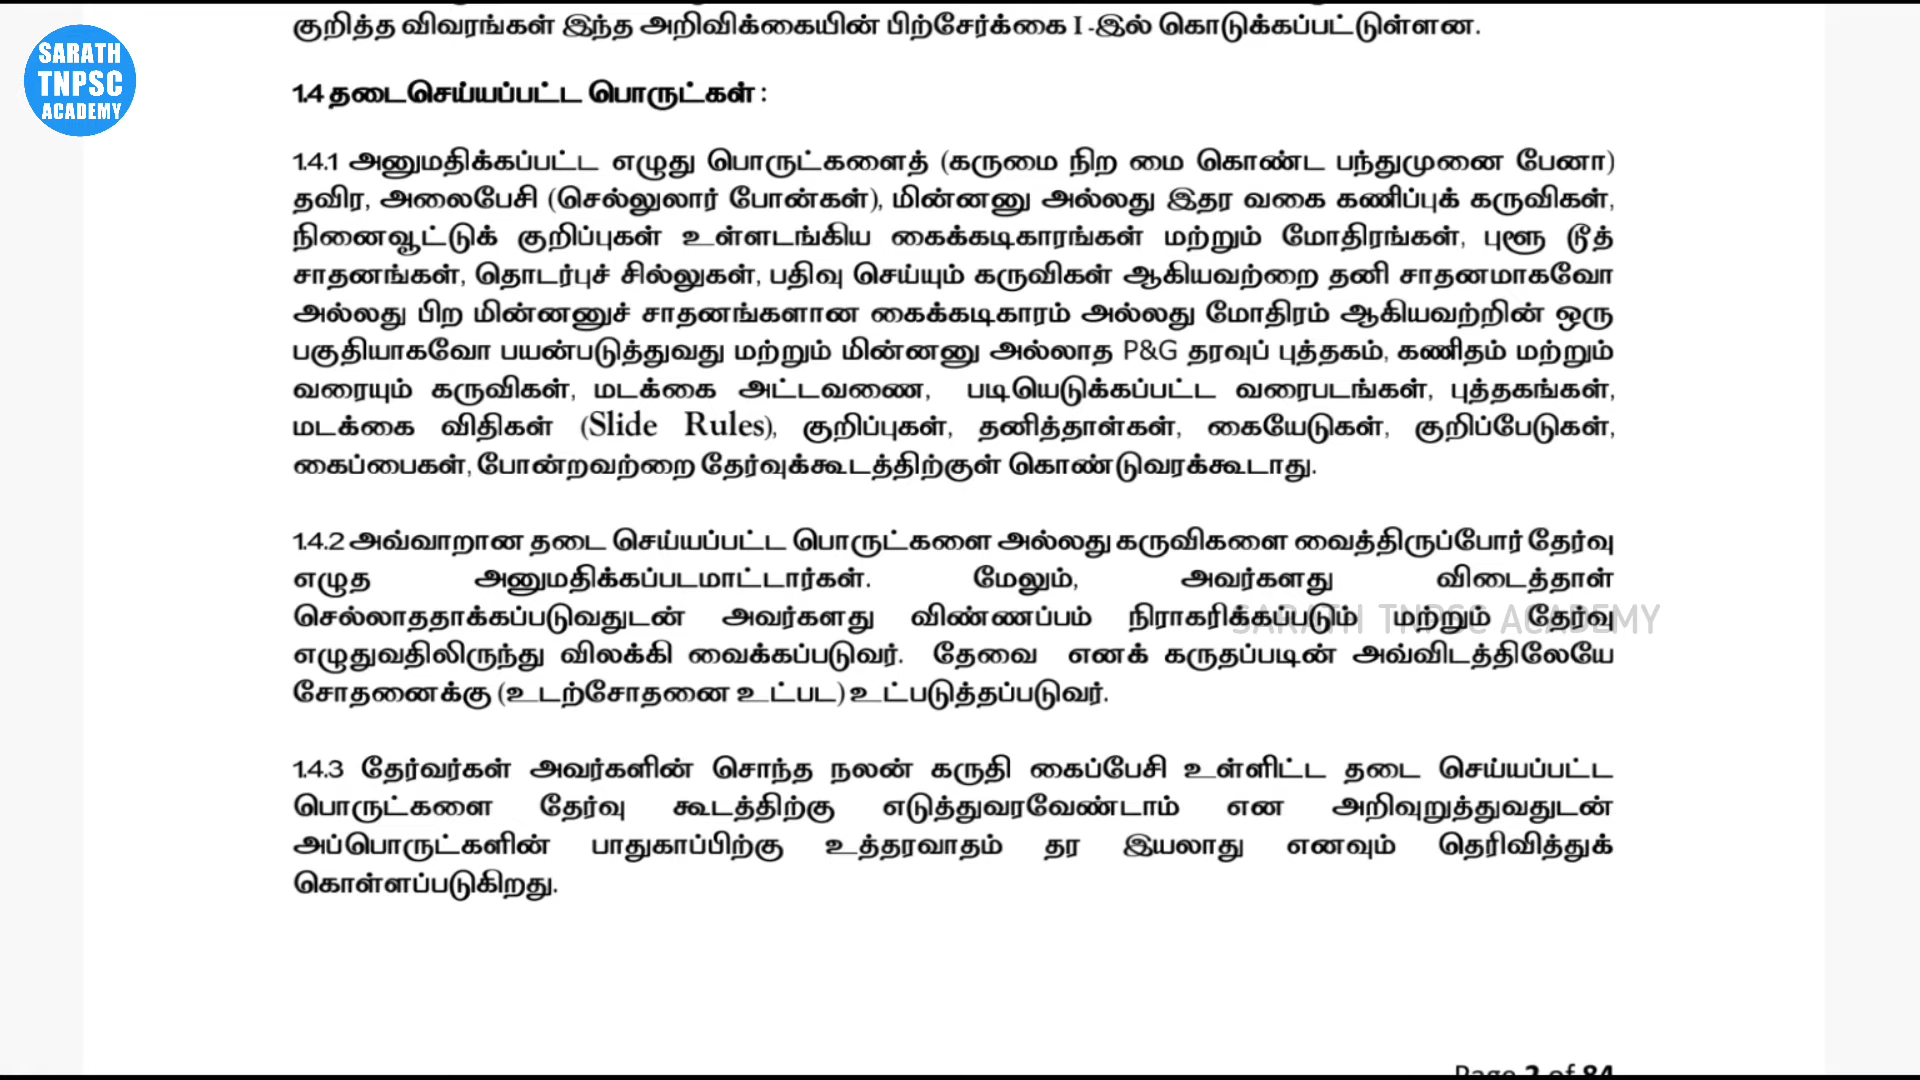 குறித்த விவரங்கள் இந்த அறிவிக்கையின் பிற்சேர்க்கை I -இல் கொடுக்கப்பட்டுள்ளன.
SARATH
TNPSC
ACADEMY
1.4 தடைசெய்யப்பட்ட பொருட்கள் :
1.4.1 அனுமதிக்கப்பட்ட எழுது பொருட்களைத் (கருமை நிற மை கொண்ட பந்துமுனை பேனா)
தவிர, அலைபேசி (செல்லுலார் போன்கள்), மின்னணு அல்லது இதர வகை கணிப்புக் கருவிகள்,
நினைவூட்டுக் குறிப்புகள் உள்ளடங்கிய கைக்கடிகாரங்கள் மற்றும் மோதிரங்கள், புளூ டூத்
சாதனங்கள், தொடர்புச் சில்லுகள், பதிவு செய்யும் கருவிகள் ஆகியவற்றை தனி சாதனமாகவோ
அல்லது பிற மின்னணுச் சாதனங்களான கைக்கடிகாரம் அல்லது மோதிரம் ஆகியவற்றின் ஒரு
பகுதியாகவோ பயன்படுத்துவது மற்றும் மின்னணு அல்லாத P&G தரவுப் புத்தகம், கணிதம் மற்றும்
வரையும் கருவிகள், மடக்கை அட்டவணை, படியெடுக்கப்பட்ட வரைபடங்கள், புத்தகங்கள்,
மடக்கை விதிகள் (Slide Rules), குறிப்புகள், தனித்தாள்கள், கையேடுகள், குறிப்பேடுகள்,
கைப்பைகள், போன்றவற்றை தேர்வுக்கூடத்திற்குள் கொண்டுவரக்கூடாது.
1.4.2 அவ்வாறான தடை செய்யப்பட்ட பொருட்களை அல்லது கருவிகளை வைத்திருப்போர் தேர்வு
எழுத அனுமதிக்கப்படமாட்டார்கள். மேலும், அவர்களது விடைத்தாள்
செல்லாததாக்கப்படுவதுடன் அவர்களது விண்ணப்பம் நிராகரிக்கப்படும் மற்றும் தேர்வு
SARATH TNPSC ACADEMY
எழுதுவதிலிருந்து விலக்கி வைக்கப்படுவர். தேவை எனக் கருதப்படின் அவ்விடத்திலேயே
சோதனைக்கு (உடற்சோதனை உட்பட) உட்படுத்தப்படுவர்.
1.4.3 தேர்வர்கள் அவர்களின் சொந்த நலன் கருதி கைப்பேசி உள்ளிட்ட தடை செய்யப்பட்ட
பொருட்களை தேர்வு கூடத்திற்கு எடுத்துவரவேண்டாம் என அறிவுறுத்துவதுடன்
அப்பொருட்களின் பாதுகாப்பிற்கு உத்தரவாதம் தர இயலாது எனவும் தெரிவித்துக்
கொள்ளப்படுகிறது.
Page 2 of 84